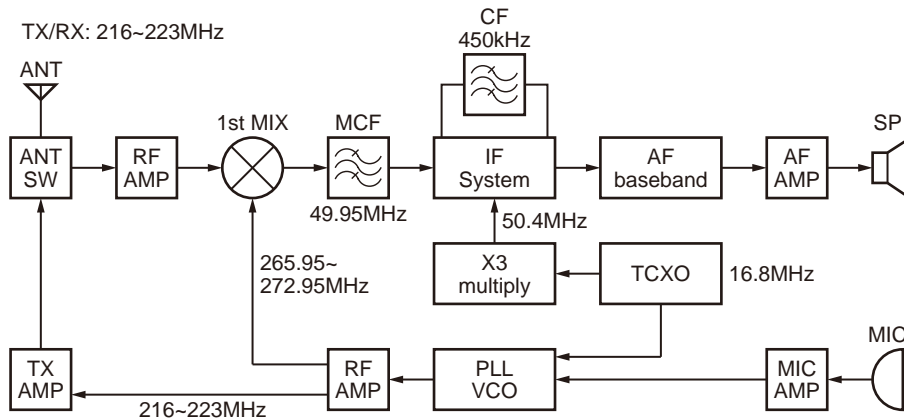 TX/RX: 216~223MHz
ANT
CF
450kHz
1st MIX
MCF
SP
ANT
SW
RF
AMP
IF
System
AF
baseband
AF
AMP
49.95MHz
50.4MHz
265.95~
272.95MHz
X3
multiply
TCXO
16.8MHz
MIC
TX
AMP
RF
AMP
PLL
VCO
MIC
AMP
216~223MHz